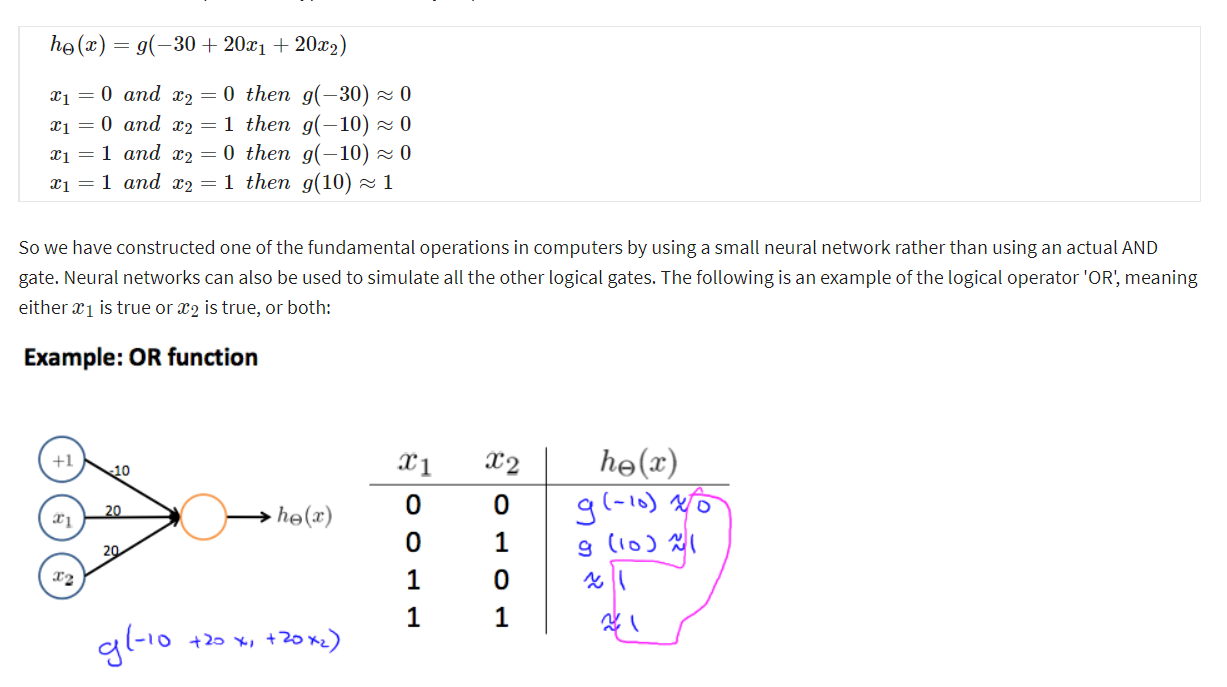 hΘ(x) = g(−30 + 20x₁ + 20x₂)
x₁ = 0 and x₂ = 0 then g(−30) ≈ 0
x₁ = 0 and x₂ = 1 then g(−10) ≈ 0
x₁ = 1 and x₂ = 0 then g(−10) ≈ 0
x₁ = 1 and x₂ = 1 then g(10) ≈ 1
So we have constructed one of the fundamental operations in computers by using a small neural network rather than using an actual AND
gate. Neural networks can also be used to simulate all the other logical gates. The following is an example of the logical operator 'OR', meaning
either x₁ is true or x₂ is true, or both:
Example: OR function
+1
-10
x₁
20
hΘ(x)
20
x₂
g(-10 +20 x₁ +20x₂)
x₁ x₂ hΘ(x)
0 0 g(-10) ≈ 0
0 1 g(10) ≈ 1
1 0 ≈ 1
1 1 ≈ 1